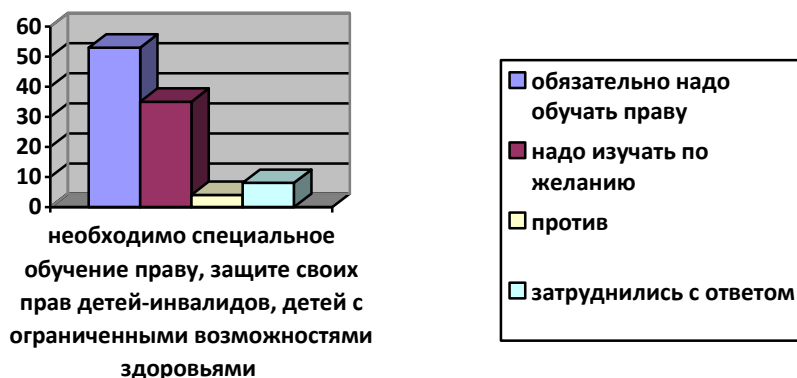 60
50
40
30
20
10
0
необходимо специальное
обучение праву, защите своих
прав детей-инвалидов, детей с
ограниченными возможностями
здоровьями
обязательно надо
обучать праву
надо изучать по
желанию
против
затруднились с ответом